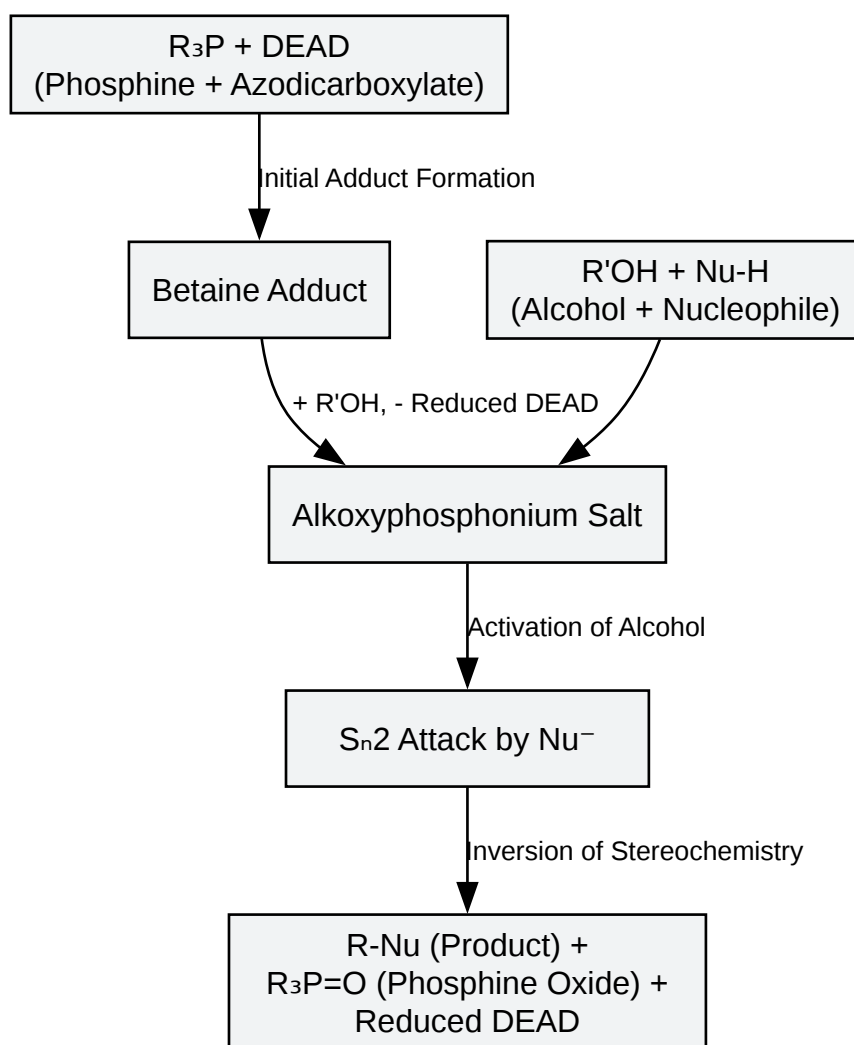 R₃P + DEAD
(Phosphine + Azodicarboxylate)
Initial Adduct Formation
Betaine Adduct
R'OH + Nu-H
(Alcohol + Nucleophile)
+ R'OH, - Reduced DEAD
Alkoxyphosphonium Salt
Activation of Alcohol
Sₙ2 Attack by Nu⁻
Inversion of Stereochemistry
R-Nu (Product) +
R₃P=O (Phosphine Oxide) +
Reduced DEAD